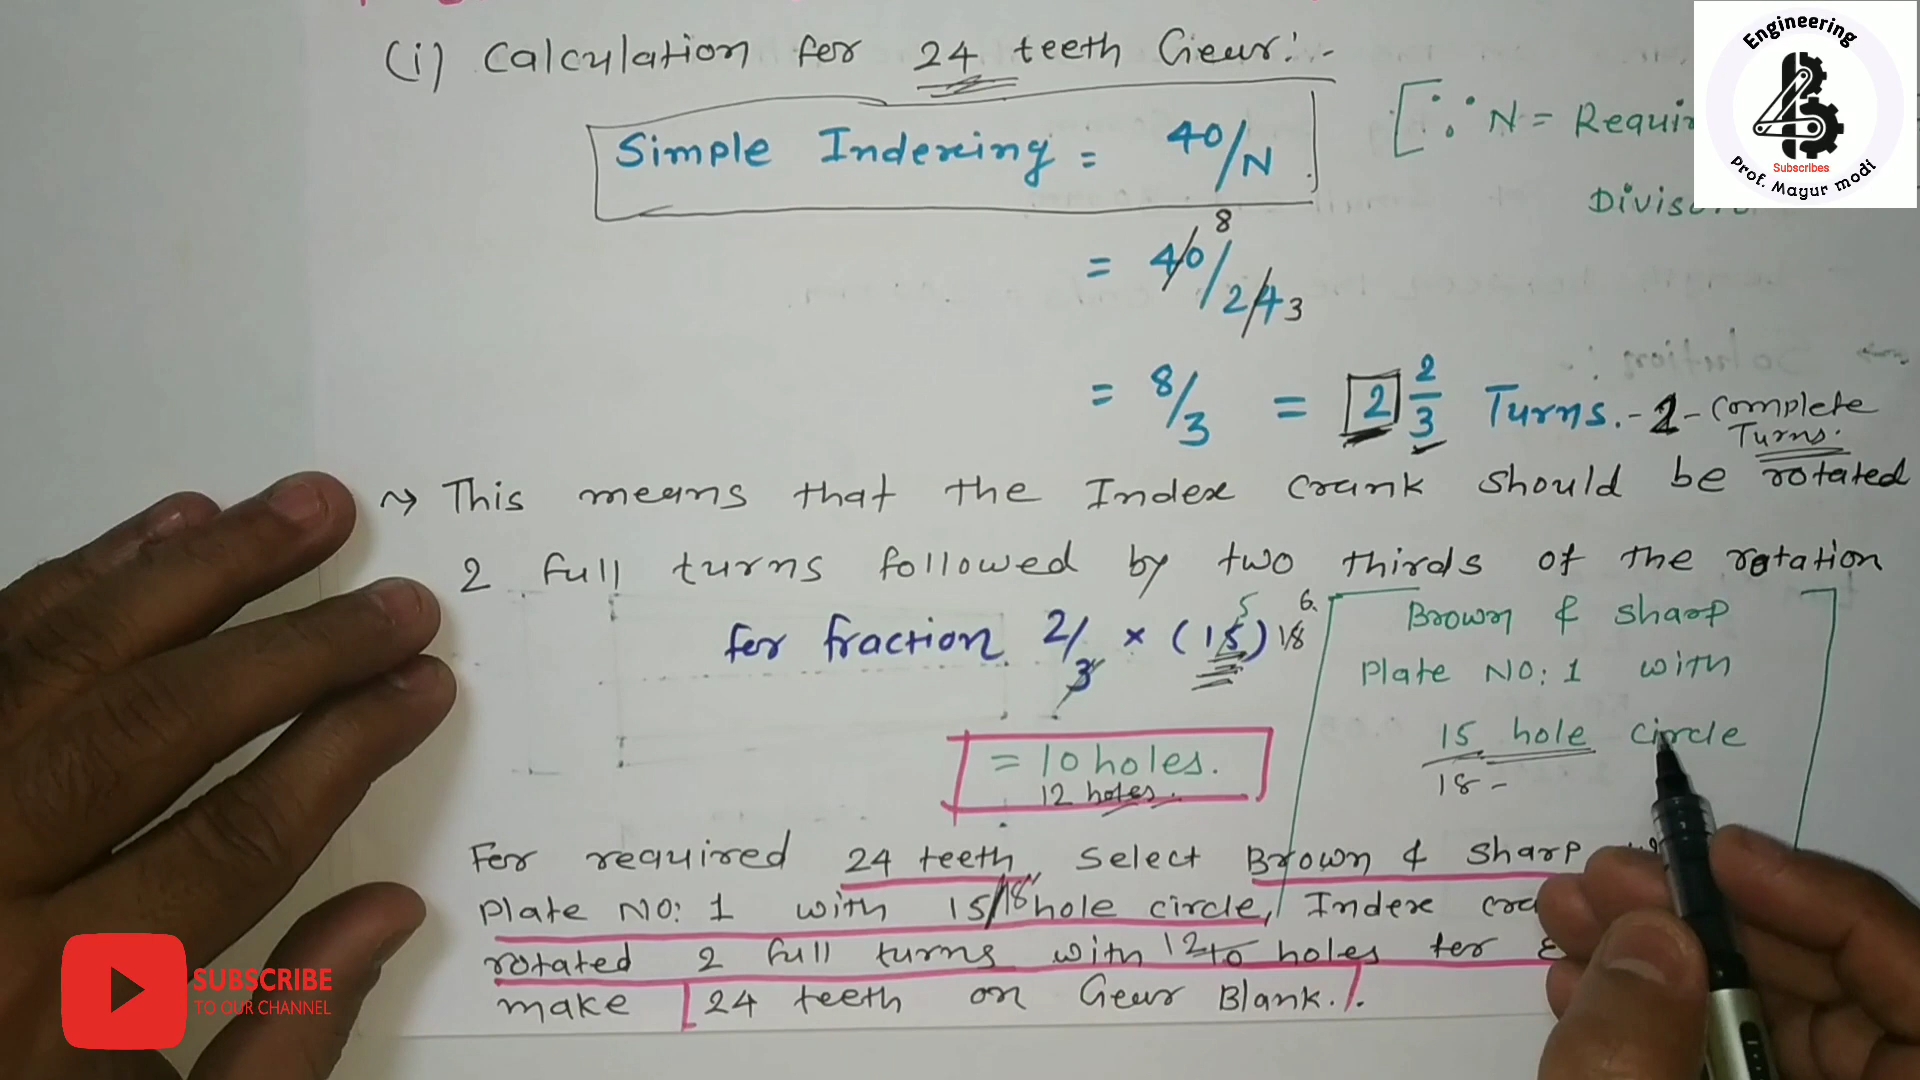 (i) Calculation for 24 teeth Gear:-
Simple Indexing = 40/N
[∵ N = Requir
Divis
= 40/24 8 3
= 8/3 = 2 2/3 Turns. - 2 - Complete Turns.
→ This means that the Index crank should be rotated
2 full turns followed by two thirds of the rotation
for fraction 2/3 × (15) 5 18 6.
= 10 holes.
12 holes.
Brown & Sharp
Plate NO: 1 with
15 hole circle
18 -
For required 24 teeth, select Brown & Sharp
Plate NO: 1 with 15/18 hole circle, Index cra
rotated 2 full turns with 12 10 holes for E
make 24 teeth on Gear Blank.
Engineering
Subscribes
Prof. Mayur modi
SUBSCRIBE
TO OUR CHANNEL